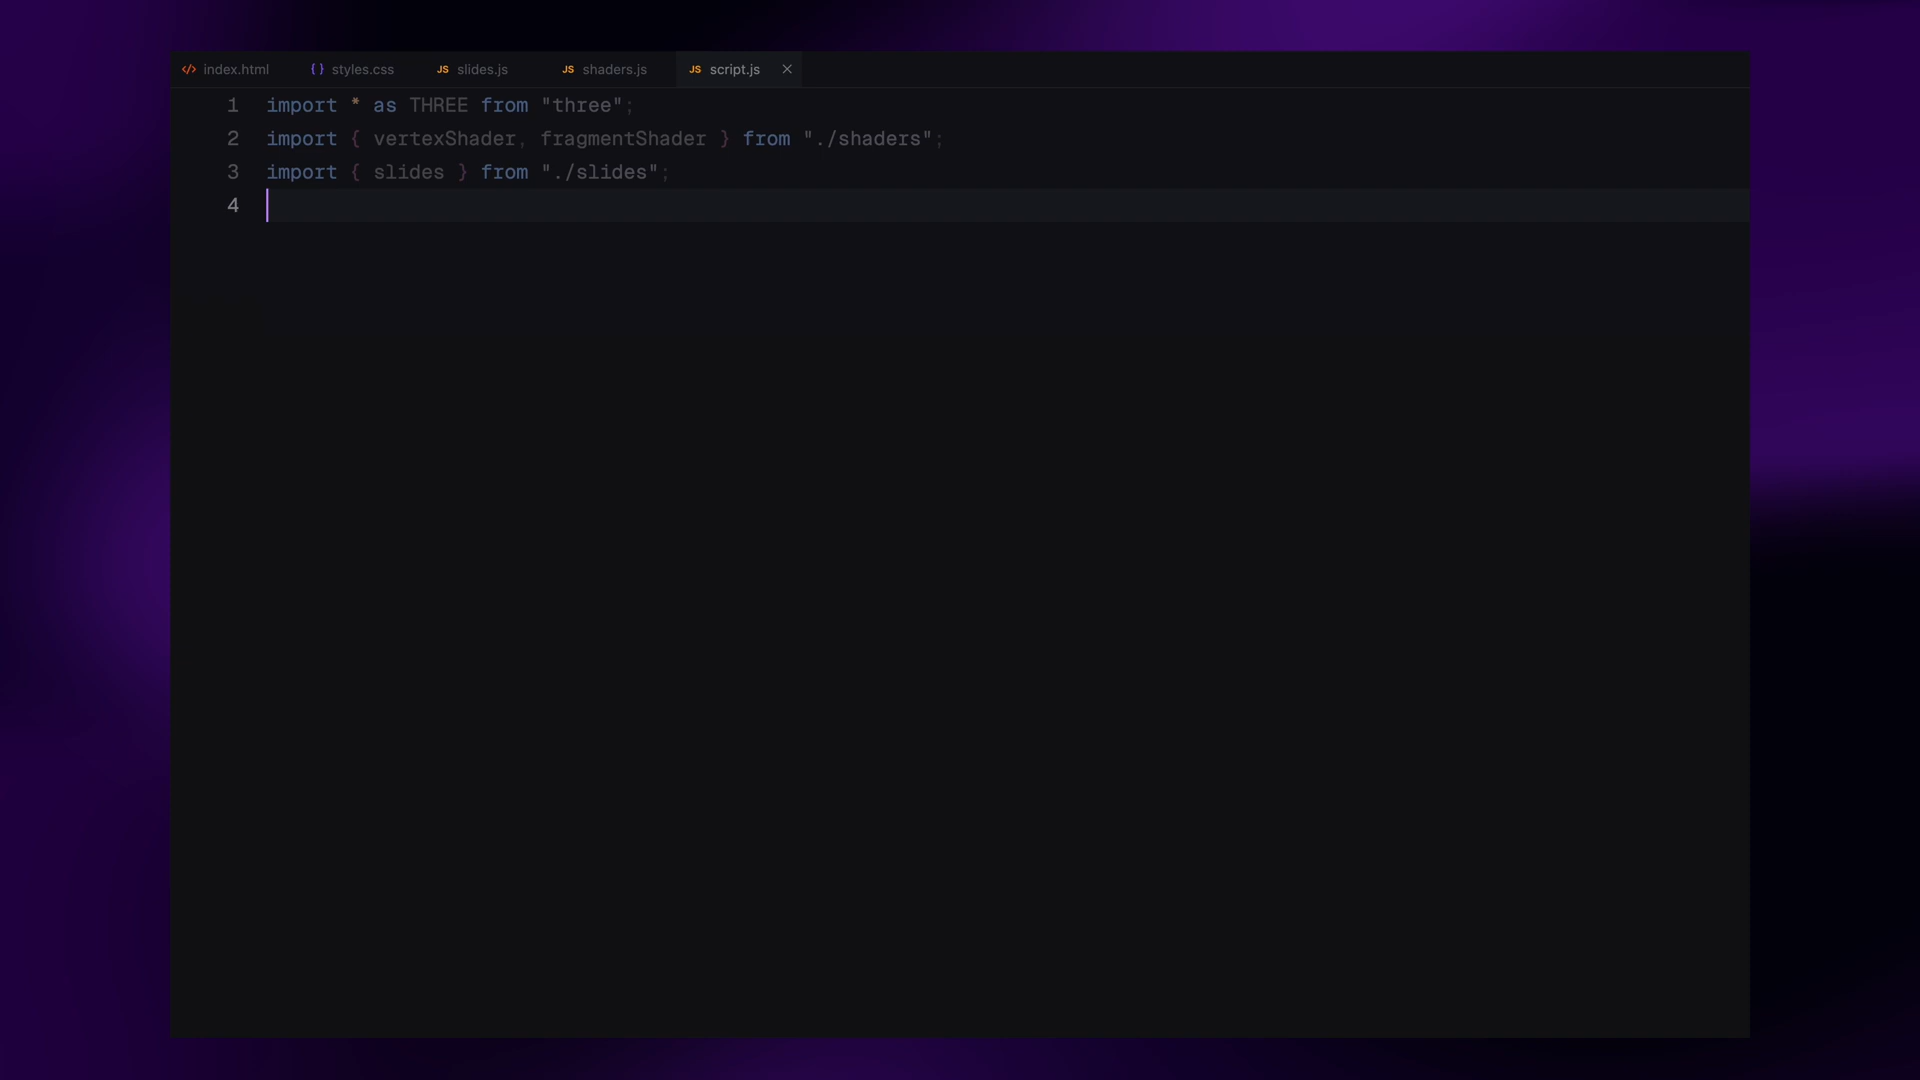 index.html styles.css JS slides.js JS shaders.js JS script.js
1 import * as THREE from "three";
2 import { vertexShader, fragmentShader } from "./shaders";
3 import { slides } from "./slides";
4